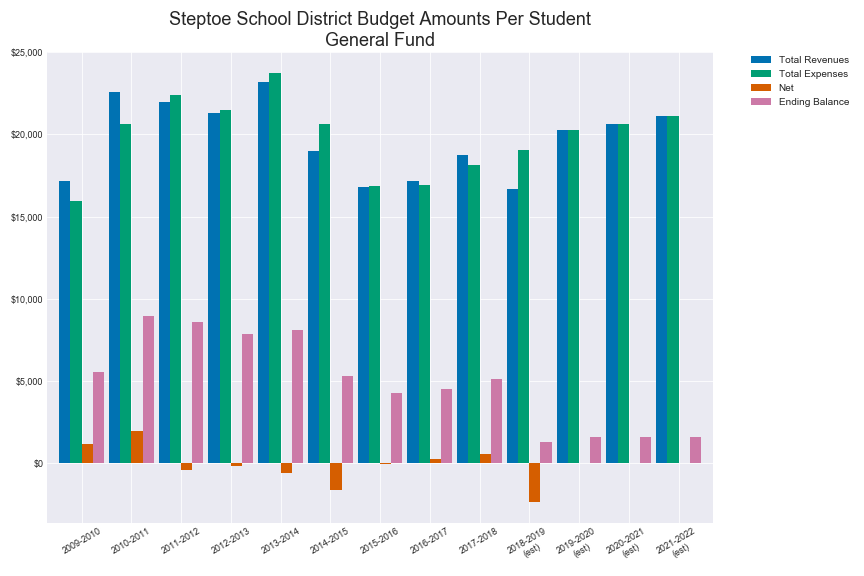 Steptoe School District Budget Amounts Per Student
General Fund
$25,000
$20,000
$15,000
$10,000
$5,000
$0
Total Revenues
Total Expenses
Net
Ending Balance
2009-2010
2010-2011
2011-2012
2012-2013
2013-2014
2014-2015
2015-2016
2016-2017
2017-2018
2018-2019
(est)
2019-2020
(est)
2020-2021
(est)
2021-2022
(est)